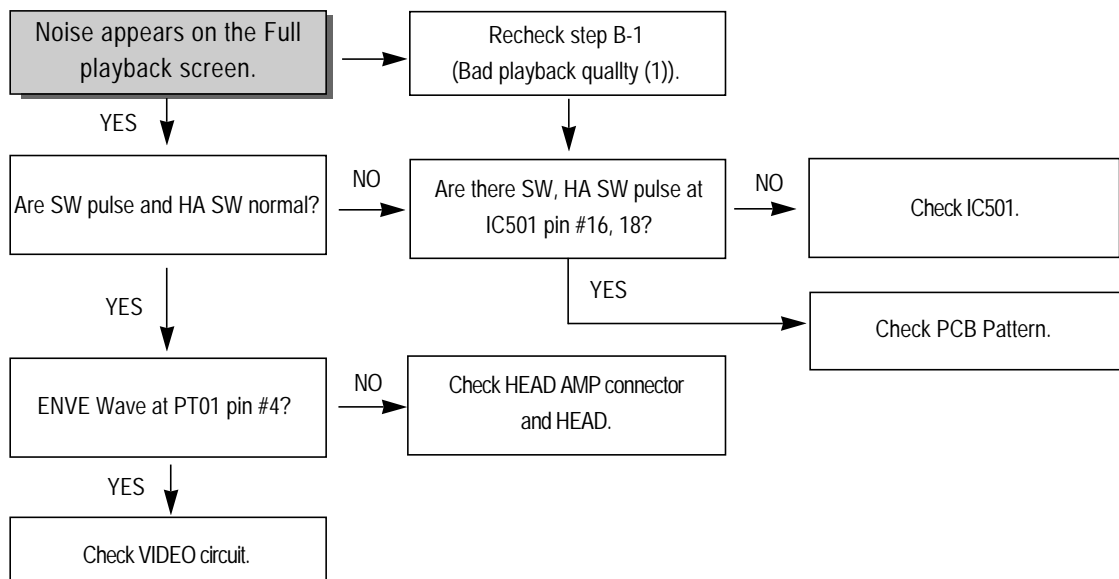 Noise appears on the Full
playback screen.
Recheck step B-1
(Bad playback quallty (1)).
YES
Are SW pulse and HA SW normal?
NO
Are there SW, HA SW pulse at
IC501 pin #16, 18?
NO
Check IC501.
YES
YES
Check PCB Pattern.
ENVE Wave at PT01 pin #4?
NO
Check HEAD AMP connector
and HEAD.
YES
Check VIDEO circuit.